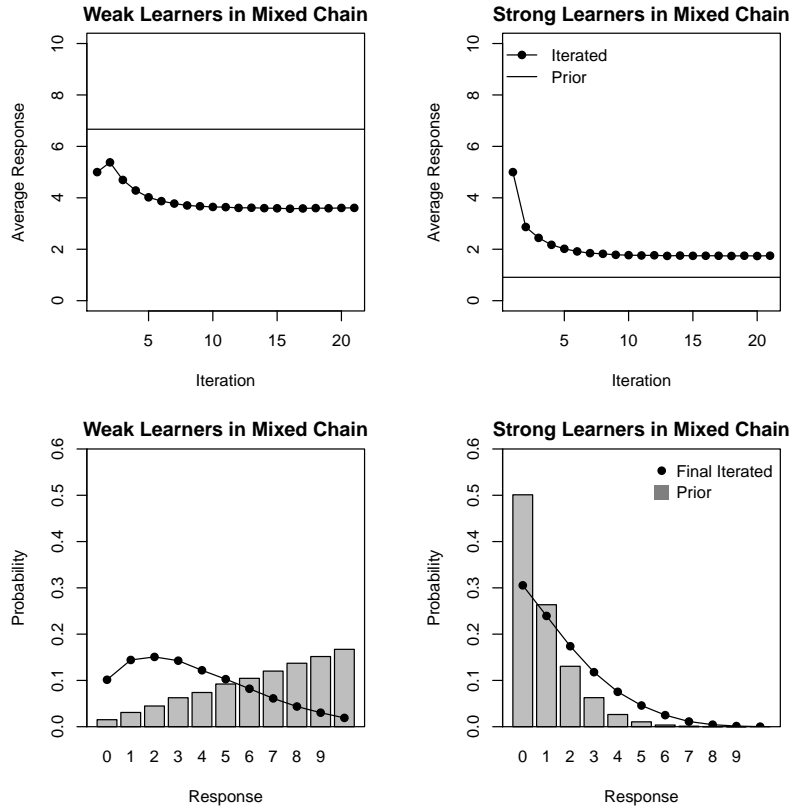 Weak Learners in Mixed Chain
Average Response
10
8
6
4
2
0
5 10 15 20
Iteration
Strong Learners in Mixed Chain
Iterated
Prior
Average Response
10
8
6
4
2
0
5 10 15 20
Iteration
Weak Learners in Mixed Chain
Probability
0.6
0.5
0.4
0.3
0.2
0.1
0.0
0 1 2 3 4 5 6 7 8 9
Response
Strong Learners in Mixed Chain
Final Iterated
Prior
Probability
0.6
0.5
0.4
0.3
0.2
0.1
0.0
0 1 2 3 4 5 6 7 8 9
Response